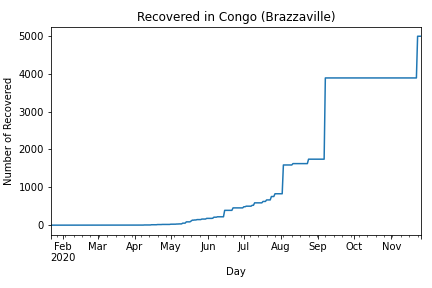 Recovered in Congo (Brazzaville)
Number of Recovered
5000
4000
3000
2000
1000
0
Feb Mar Apr May Jun Jul Aug Sep Oct Nov
2020
Day